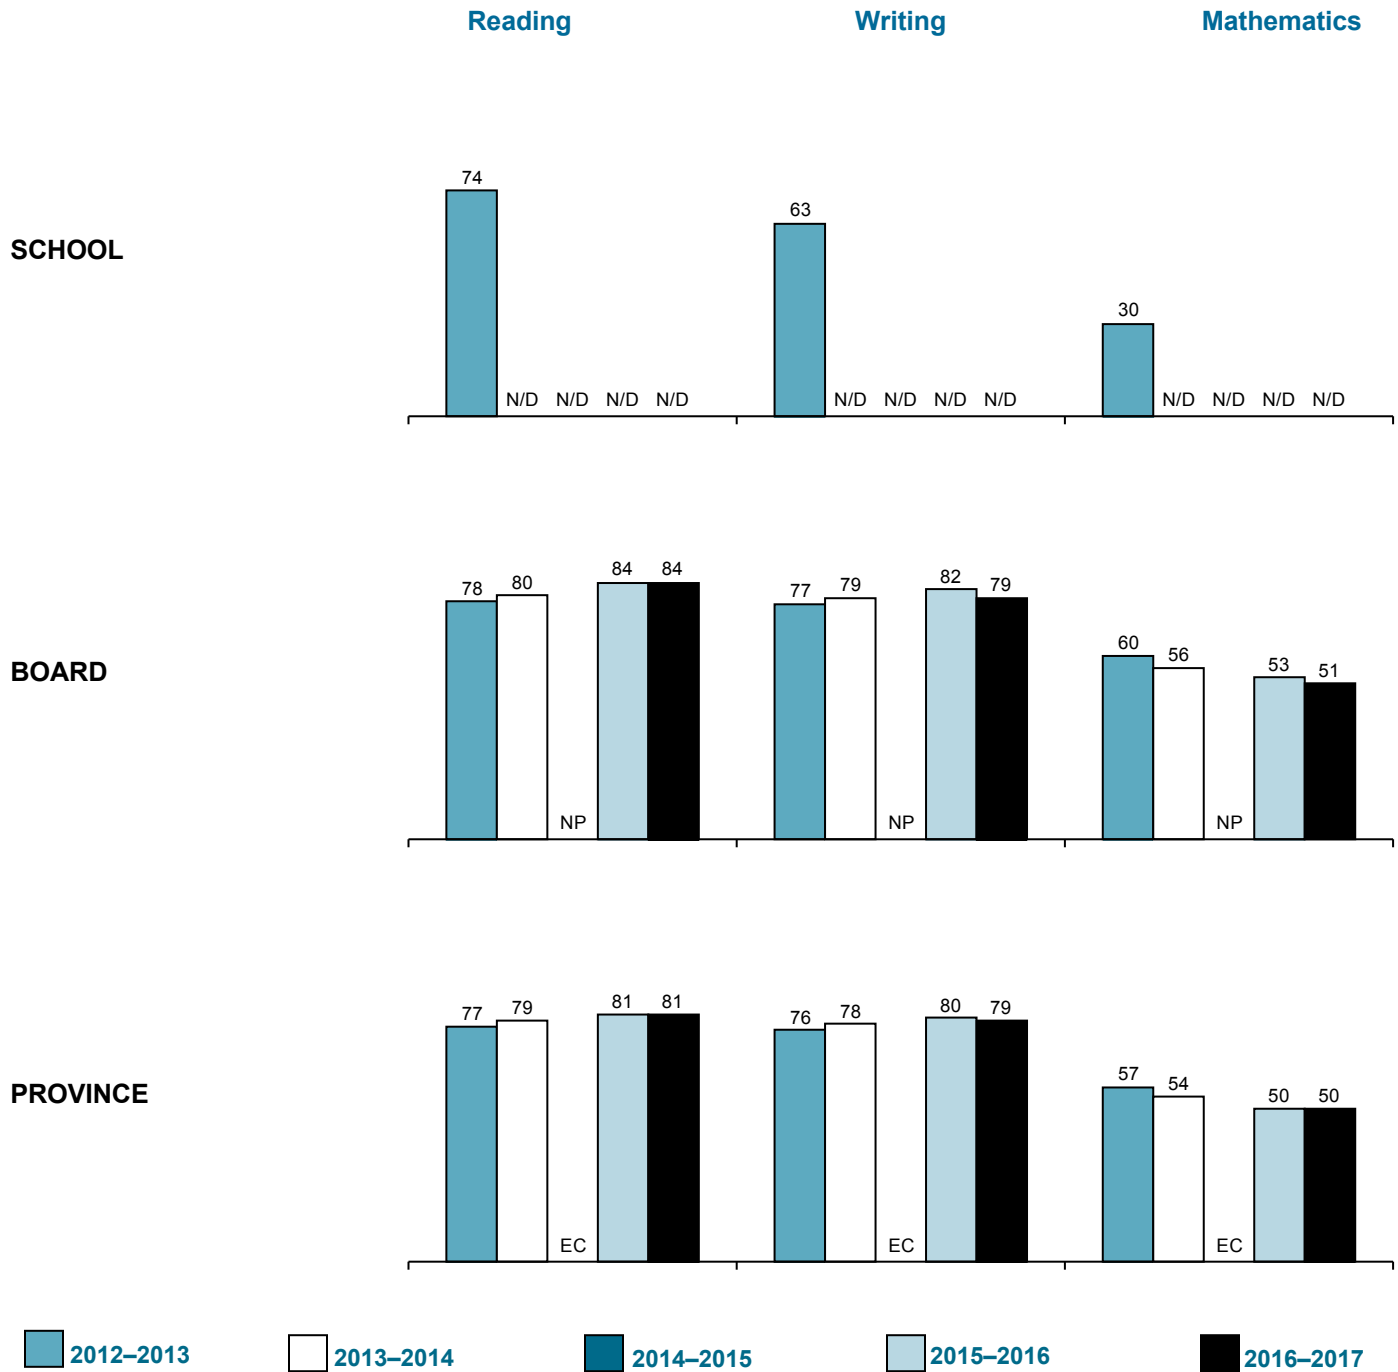 Reading Writing Mathematics
SCHOOL
74 63 30
N/D N/D N/D N/D N/D N/D N/D N/D N/D N/D N/D N/D
BOARD
78 80 84 84 77 79 82 79 60 56 53 51
NP NP NP
PROVINCE
77 79 81 81 76 78 80 79 57 54 50 50
EC EC EC
2012–2013 2013–2014 2014–2015 2015–2016 2016–2017